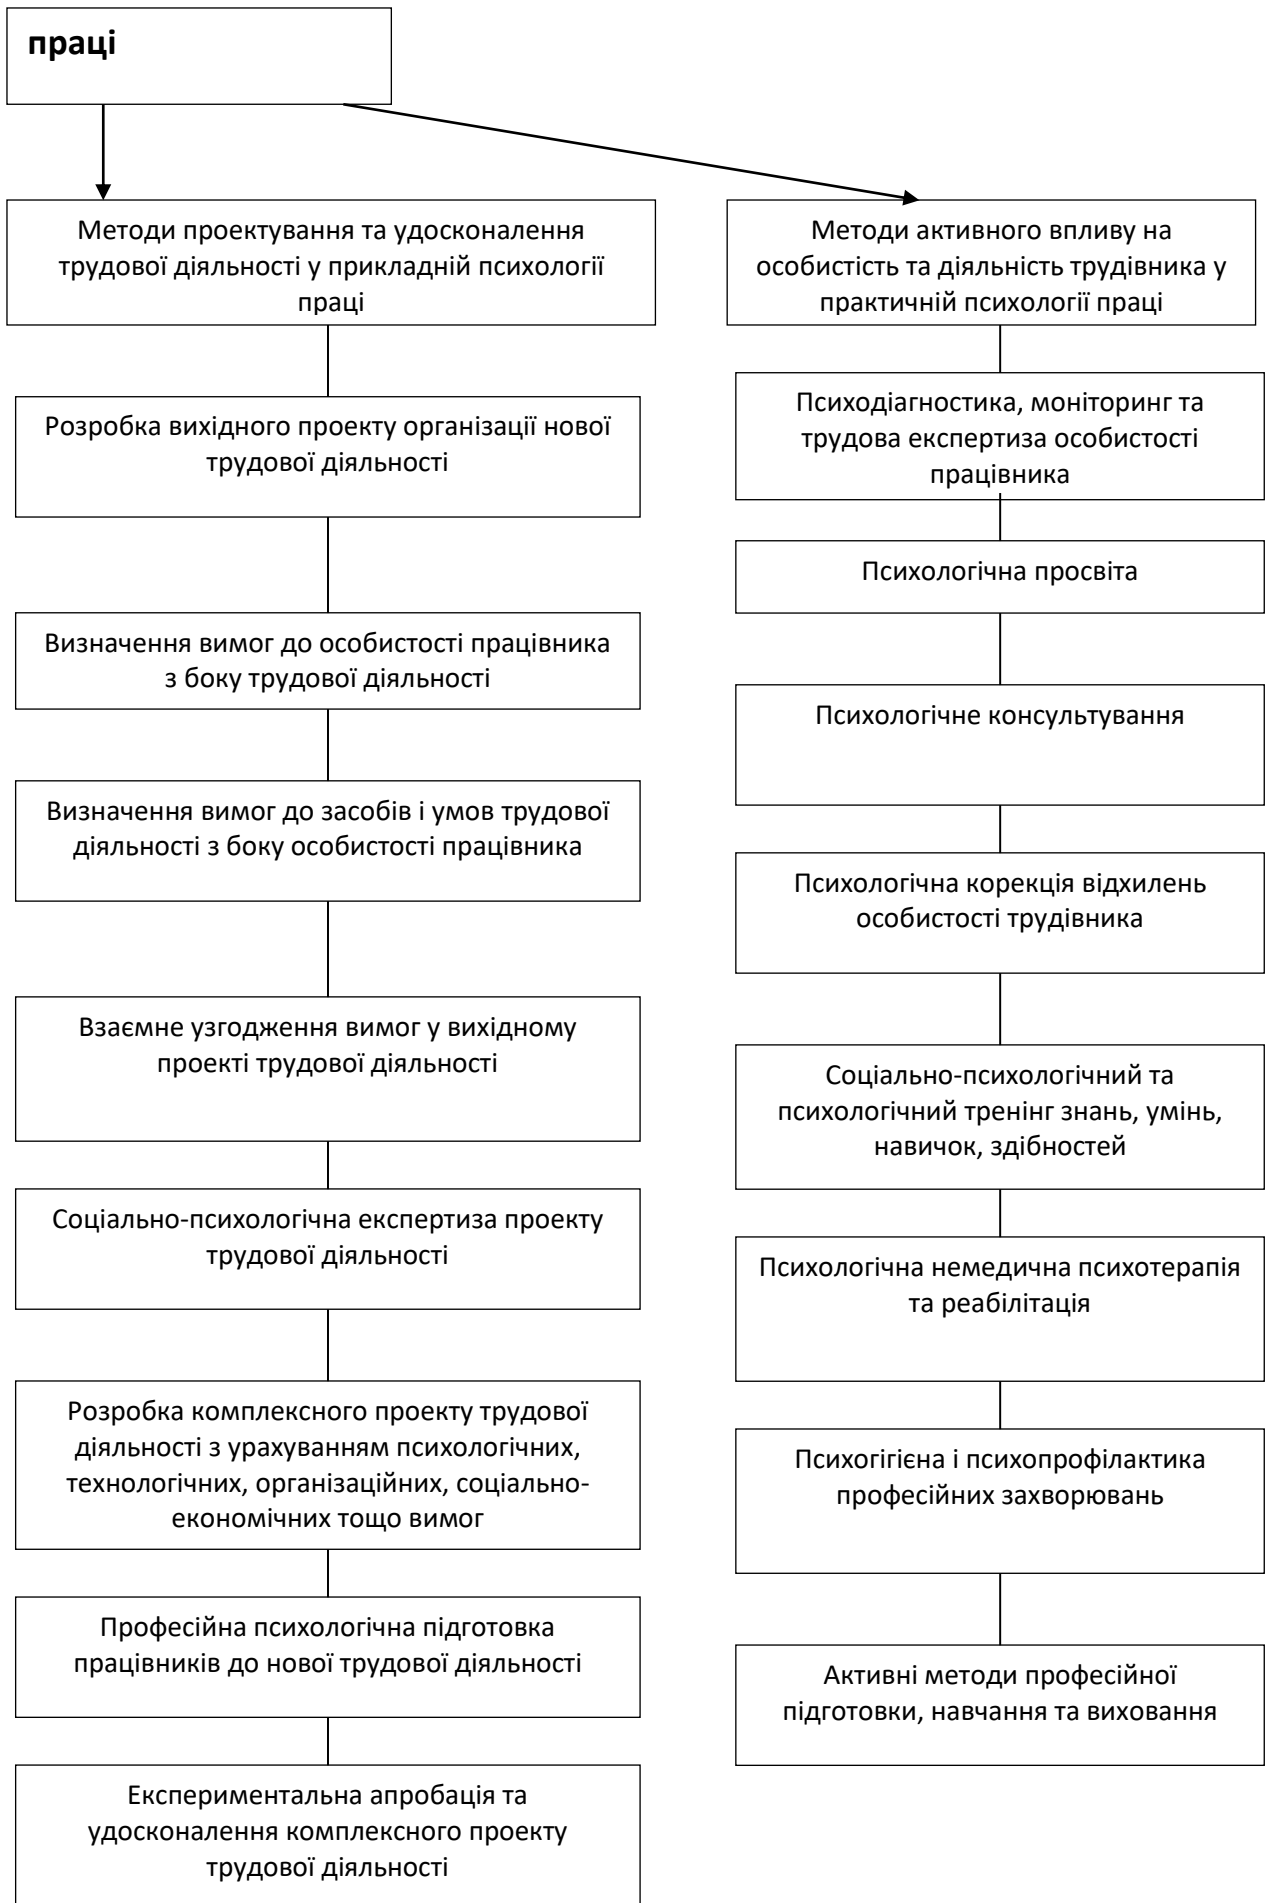 праці
Методи проектування та удосконалення
трудової діяльності у прикладній психології
праці
Розробка вихідного проекту організації нової
трудової діяльності
Визначення вимог до особистості працівника
з боку трудової діяльності
Визначення вимог до засобів і умов трудової
діяльності з боку особистості працівника
Взаємне узгодження вимог у вихідному
проекті трудової діяльності
Соціально-психологічна експертиза проекту
трудової діяльності
Розробка комплексного проекту трудової
діяльності з урахуванням психологічних,
технологічних, організаційних, соціально-
економічних тощо вимог
Професійна психологічна підготовка
працівників до нової трудової діяльності
Експериментальна апробація та
удосконалення комплексного проекту
трудової діяльності
Методи активного впливу на
особистість та діяльність трудівника у
практичній психології праці
Психодіагностика, моніторинг та
трудова експертиза особистості
працівника
Психологічна просвіта
Психологічне консультування
Психологічна корекція відхилень
особистості трудівника
Соціально-психологічний та
психологічний тренінг знань, умінь,
навичок, здібностей
Психологічна немедична психотерапія
та реабілітація
Психогігієна і психопрофілактика
професійних захворювань
Активні методи професійної
підготовки, навчання та виховання